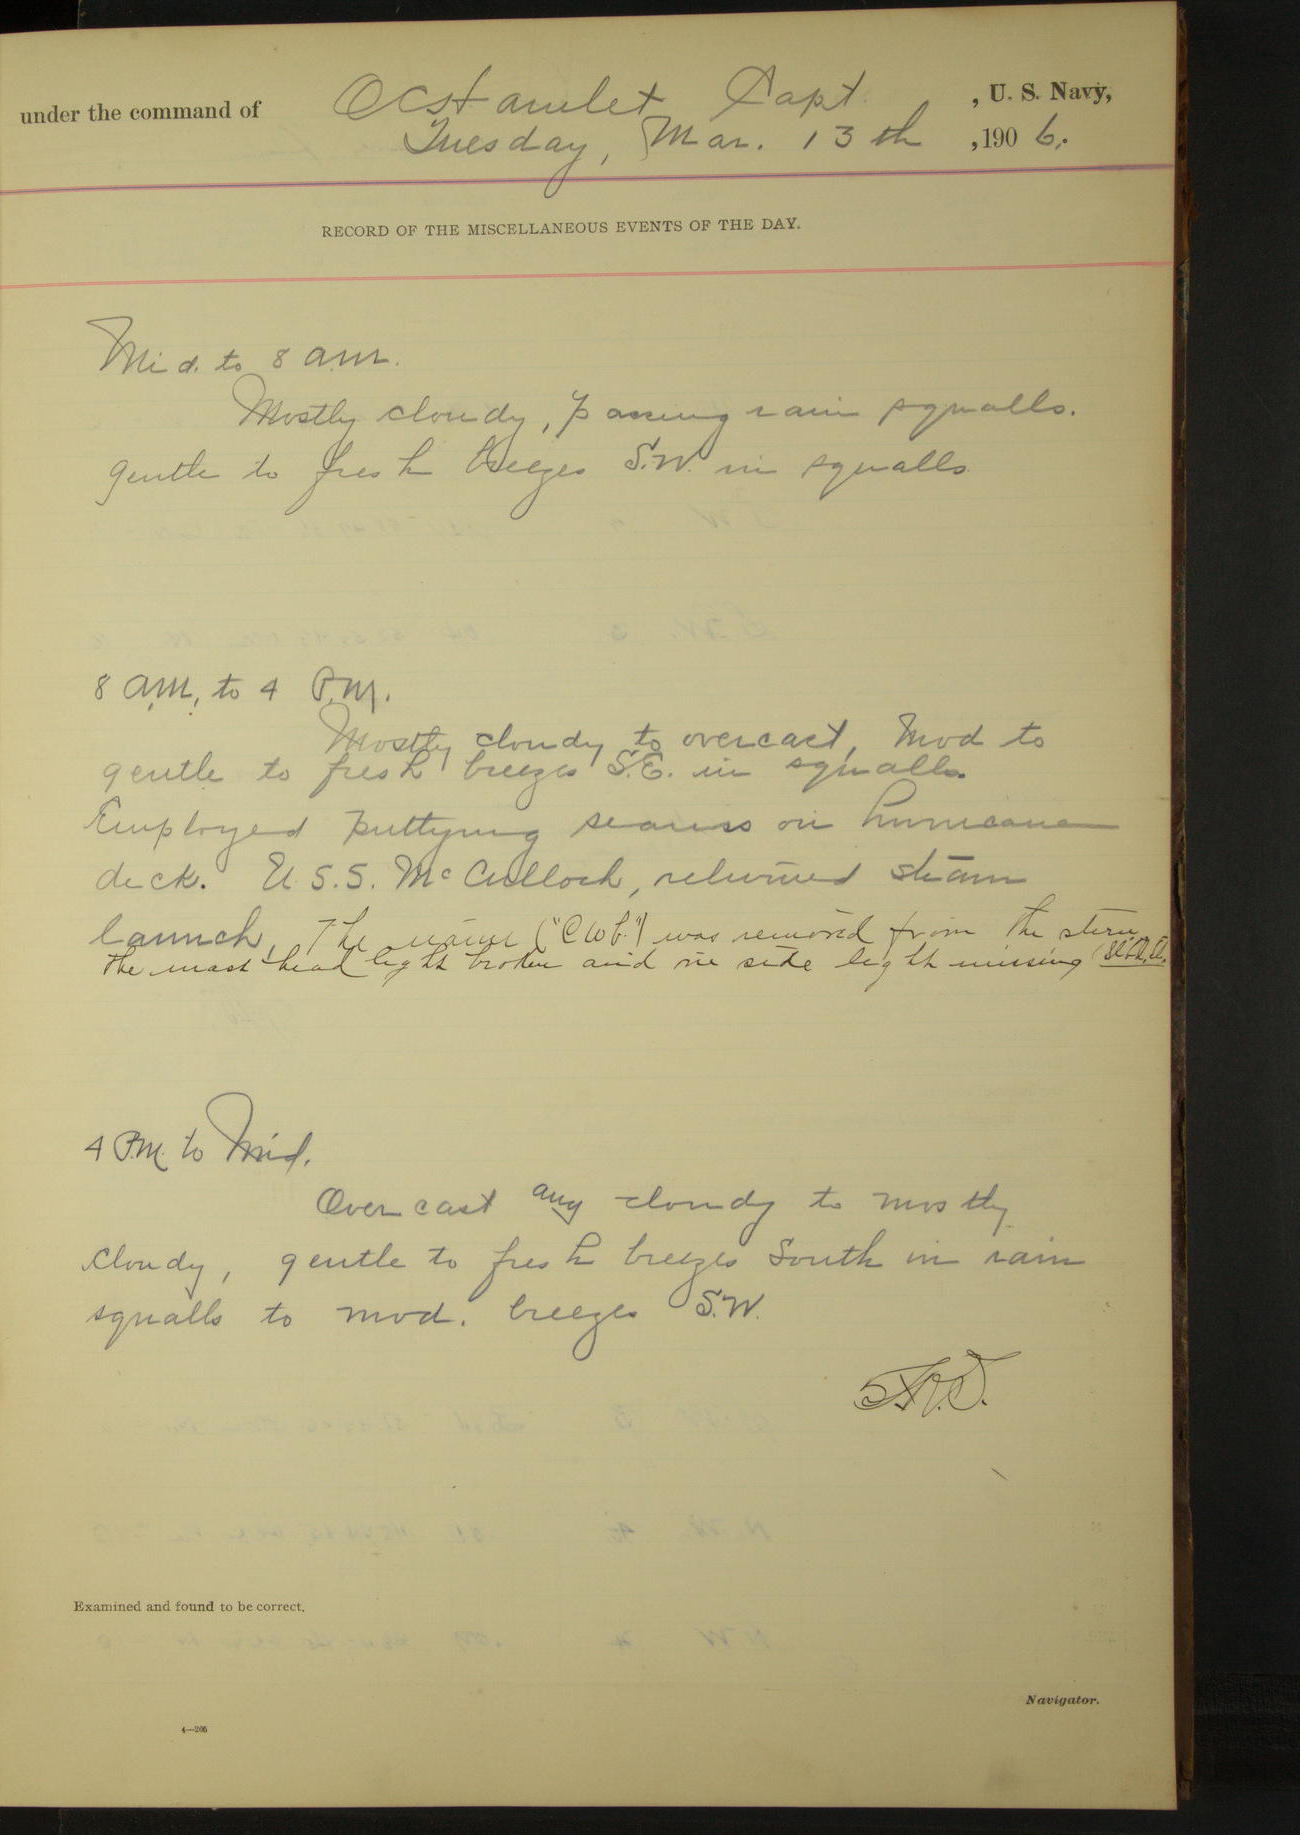 under the command of O C Hamlet Capt. , U. S. Navy,
Tuesday, Mar. 13th ,190 6.
RECORD OF THE MISCELLANEOUS EVENTS OF THE DAY.
Mid. to 8 a.m.
Mostly cloudy, passing rain squalls.
gentle to fresh breezes S.W. in squalls
8 a.m., to 4 P.M.
Mostly cloudy to overcast, Mod to
gentle to fresh breezes S.E. in squalls.
Employed puttying seams on hurricane
deck. U.S.S. McCulloch, returned steam
launch, The name was removed from the stern,
the mast-head light broken and one side light missing
4 P.M. to Mid.
Overcast and cloudy to mostly
cloudy, gentle to fresh breezes South in rain
squalls to mod. breezes S.W.
Examined and found to be correct.
Navigator.
4—205